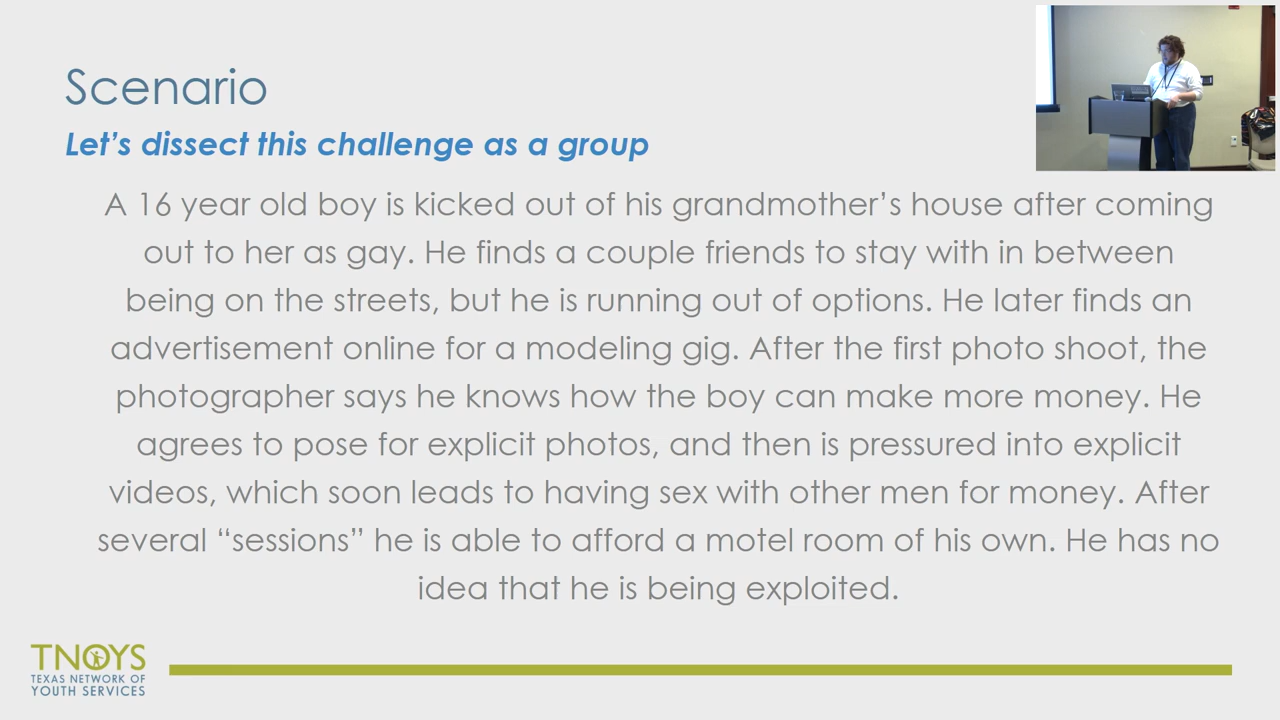 Scenario
Let's dissect this challenge as a group
A 16 year old boy is kicked out of his grandmother's house after coming
out to her as gay. He finds a couple friends to stay with in between
being on the streets, but he is running out of options. He later finds an
advertisement online for a modeling gig. After the first photo shoot, the
photographer says he knows how the boy can make more money. He
agrees to pose for explicit photos, and then is pressured into explicit
videos, which soon leads to having sex with other men for money. After
several “sessions” he is able to afford a motel room of his own. He has no
idea that he is being exploited.
TNOYS
TEXAS NETWORK OF
YOUTH SERVICES